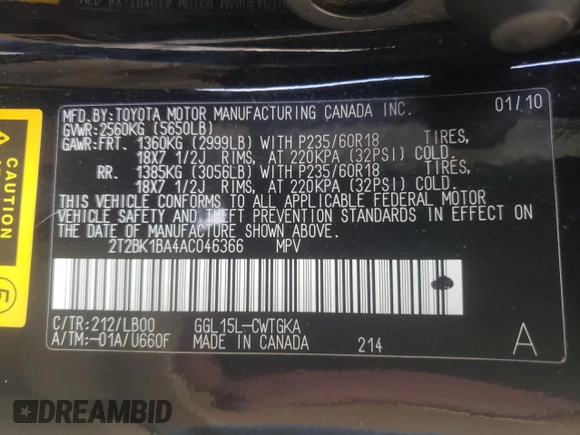 MFD.BY:TOYOTA MOTOR MANUFACTURING CANADA INC. 01/10
GVWR:2560KG (5650LB)
GAWR:FRT. 1360KG (2999LB) WITH P235/60R18 TIRES,
18X7 1/2J RIMS, AT 220KPA (32PSI) COLD.
RR. 1385KG (3056LB) WITH P235/60R18 TIRES,
18X7 1/2J RIMS, AT 220KPA (32PSI) COLD.
THIS VEHICLE CONFORMS TO ALL APPLICABLE FEDERAL MOTOR
VEHICLE SAFETY AND THEFT PREVENTION STANDARDS IN EFFECT ON
THE DATE OF MANUFACTURE SHOWN ABOVE.
2T2BK1BA4AC046366 MPV
C/TR:212/LB00 GGL15L-CWTGKA
A/TM:-01A/U660F MADE IN CANADA 214 A
CAUTION
5
DREAMBID